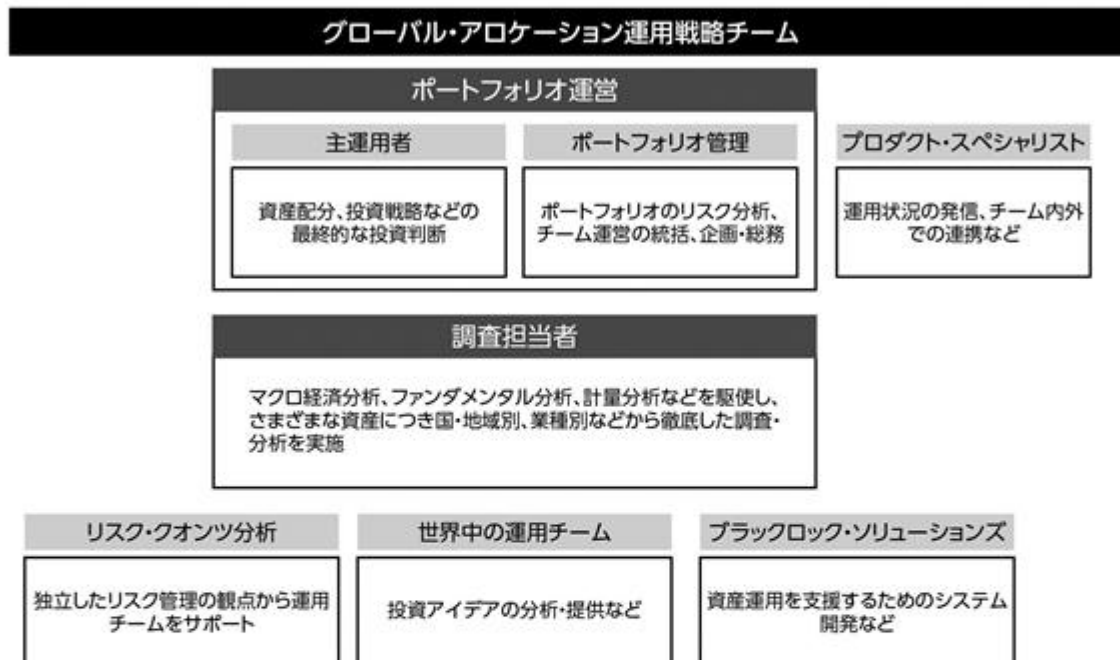 グローバル・アロケーション運用戦略チーム
ポートフォリオ運営
主運用者
資産配分、投資戦略などの
最終的な投資判断
ポートフォリオ管理
ポートフォリオのリスク分析、
チーム運営の統括、企画・総務
プロダクト・スペシャリスト
運用状況の発信、チーム内外
での連携など
調査担当者
マクロ経済分析、ファンダメンタル分析、計量分析などを駆使し、
さまざまな資産につき国・地域別、業種別などから徹底した調査・
分析を実施
リスク・クオンツ分析
独立したリスク管理の観点から運用
チームをサポート
世界中の運用チーム
投資アイデアの分析・提供など
ブラックロック・ソリューションズ
資産運用を支援するためのシステム
開発など